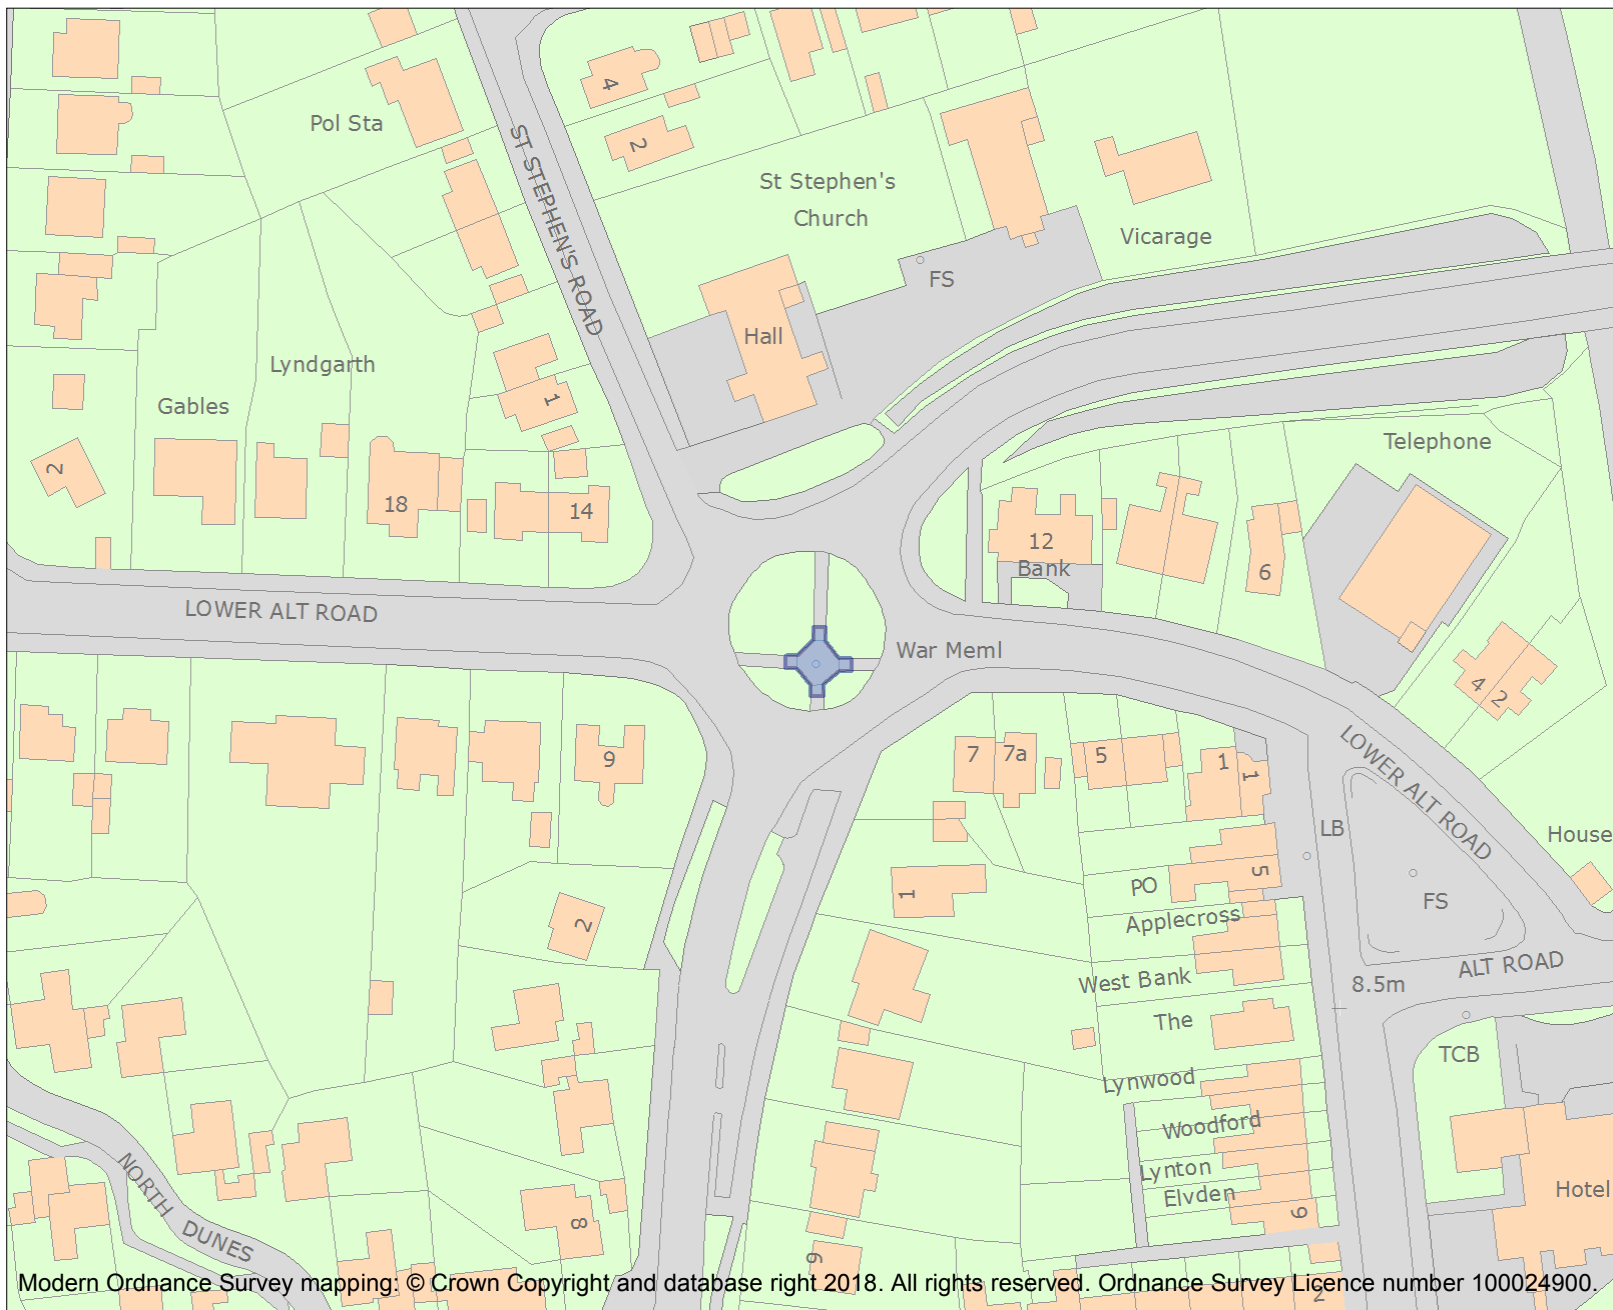 4
Pol Sta
2
ST STEPHEN'S ROAD
St Stephen's
Church
Vicarage
FS
Hall
Lyndgarth
Gables
1
Telephone
2
18
14
12
Bank
6
LOWER ALT ROAD
War Meml
4
2
LOWER ALT ROAD
9
7
7a
5
1
1
LB
House
PO
5
1
FS
Applecross
2
West Bank
ALT ROAD
8.5m
The
TCB
Lynwood
Woodford
Lynton
Elvden
Hotel
NORTH DUNES
8
9
9
2
Modern Ordnance Survey mapping: © Crown Copyright and database right 2018. All rights reserved. Ordnance Survey Licence number 100024900.